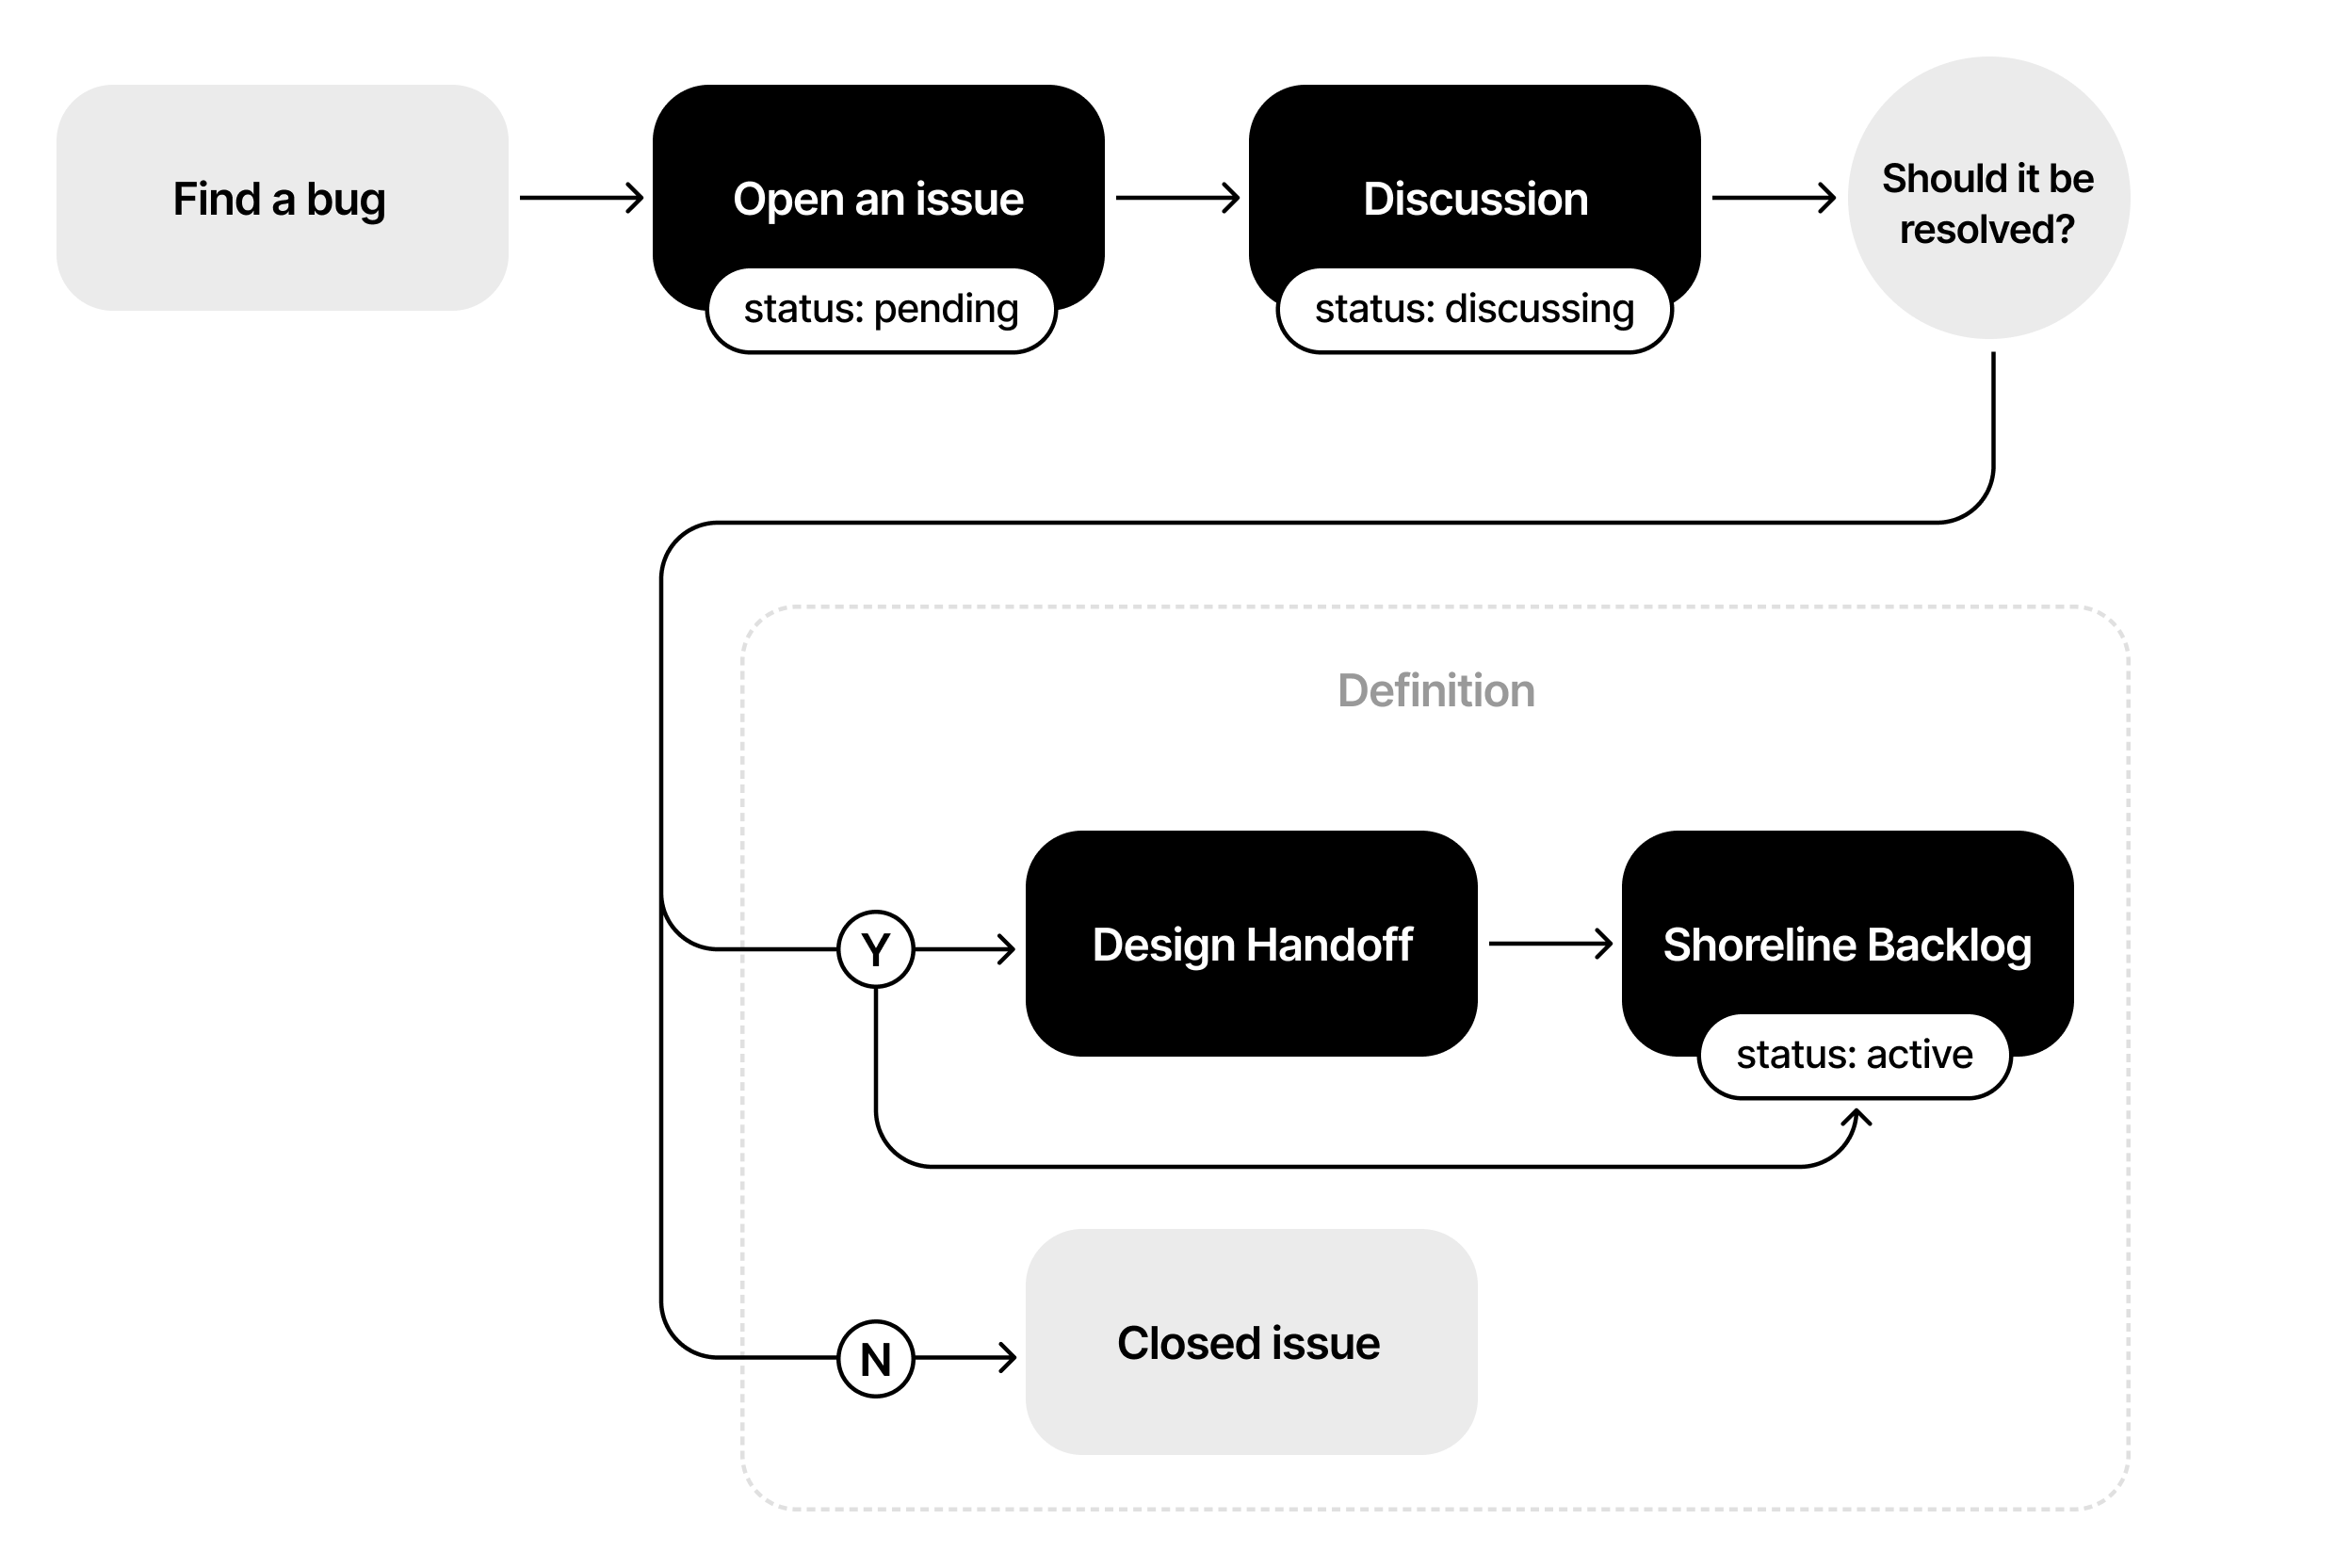 Find a bug
Open an issue
status: pending
Discussion
status: discussing
Should it be
resolved?
Definition
Y
Design Handoff
Shoreline Backlog
status: active
N
Closed issue